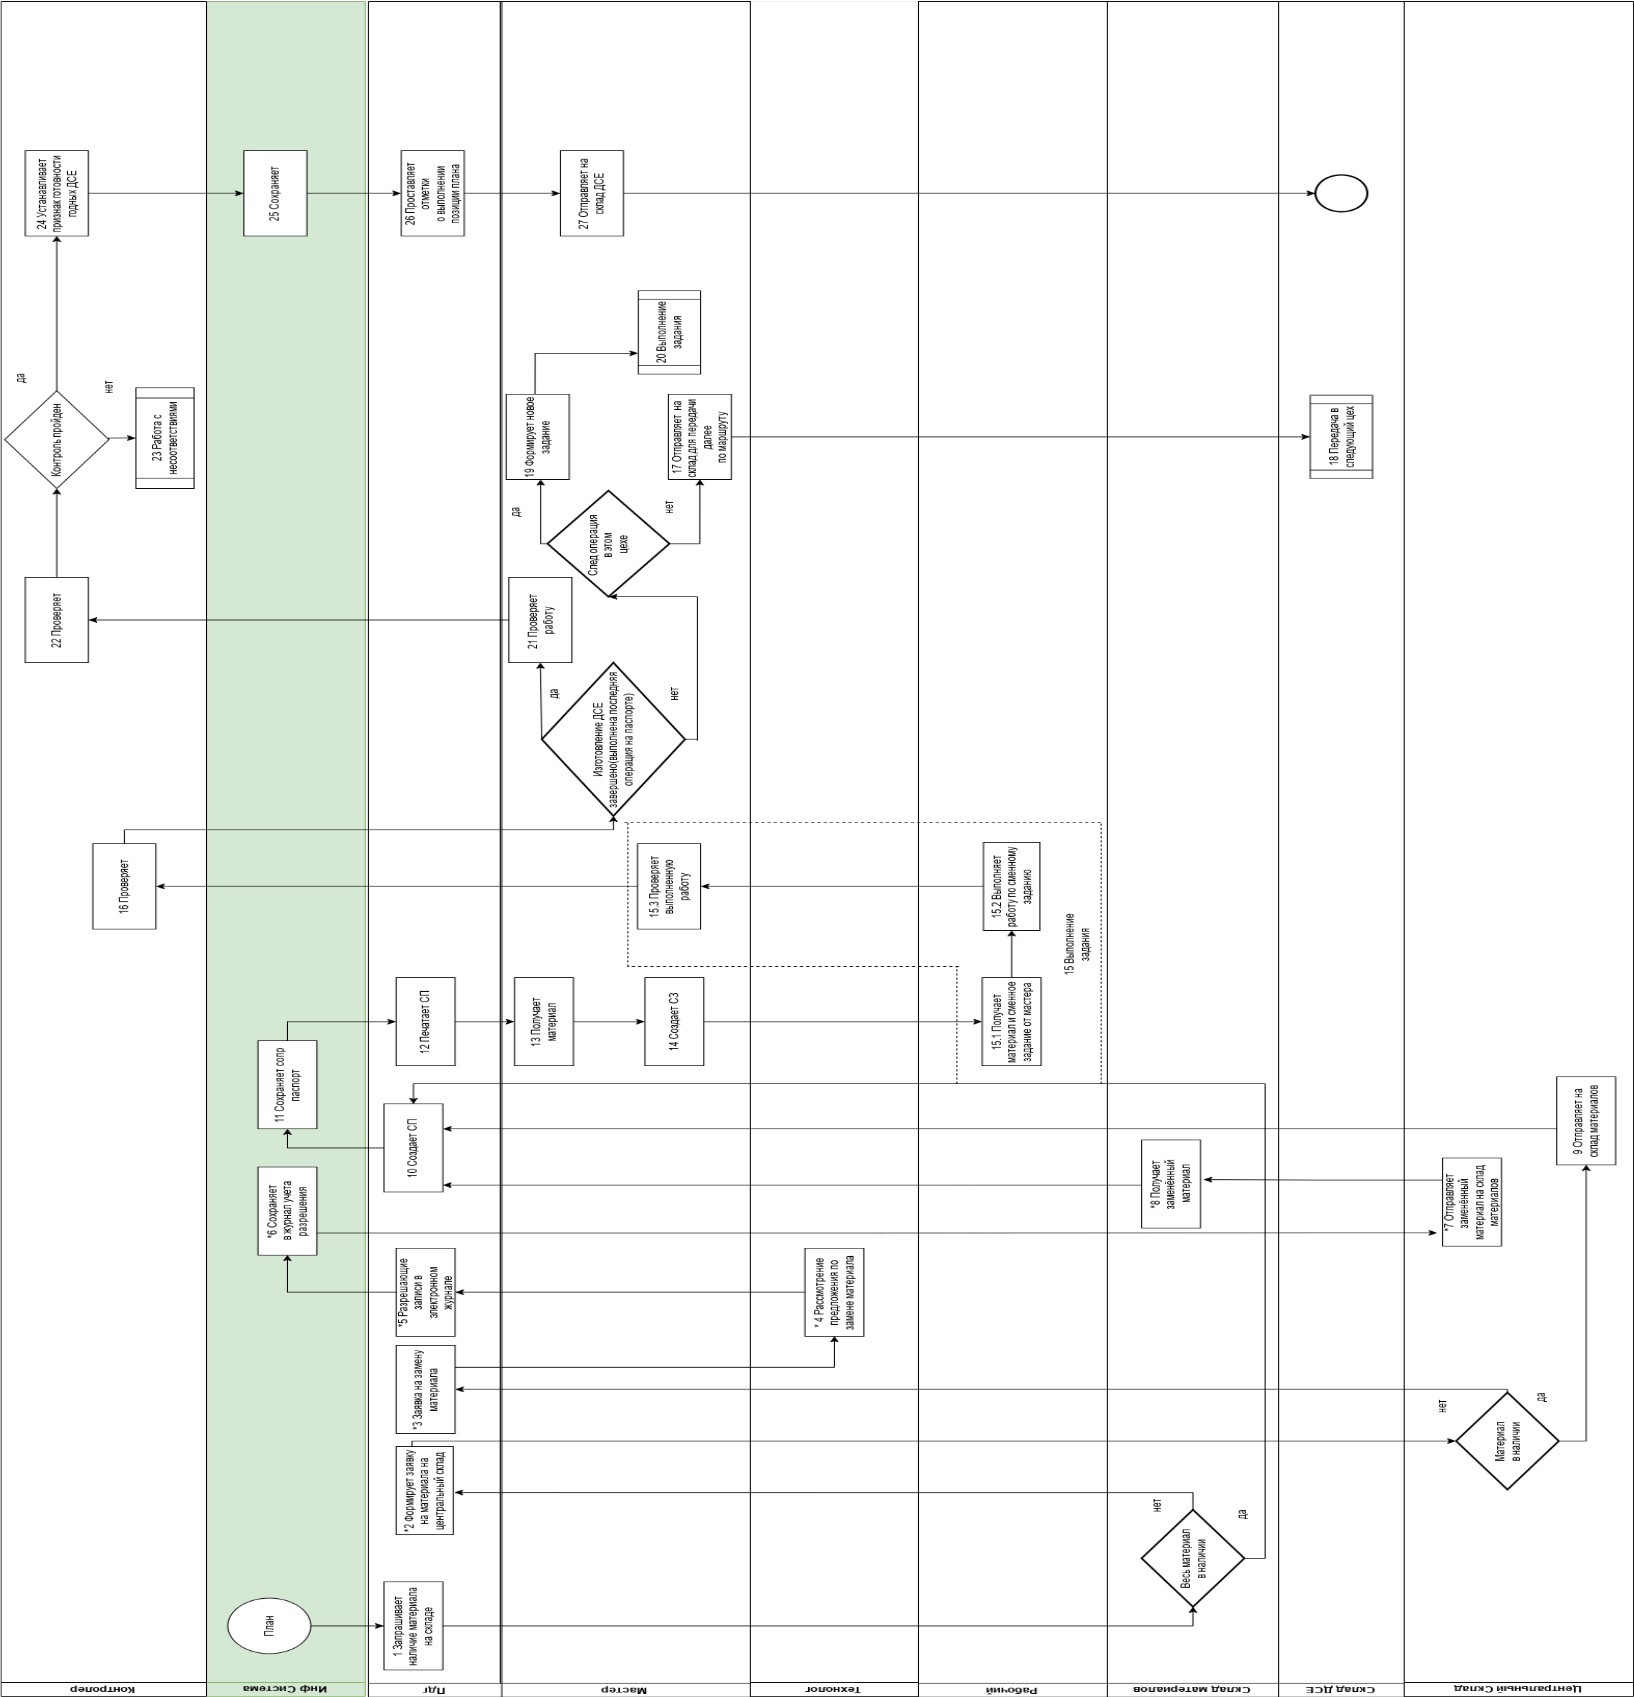 Контролер
Инф Система
Пдг
Мастер
Технолог
Рабочий
Склад материалов
Склад ДСЕ
Центральный Склад
План
1 Запрашивает
наличие материала
на складе
Весь материал
в наличии
нет
да
*2 Формирует заявку
на материала на
центральный склад
Материал
в наличии
нет
да
*3 Заявка на замену
материала
* 4 Рассмотрение
предложения по
замене материала
*5 Разрешающие
записи в
электронном
журнале
*6 Сохраняет
в журнал учета
разрешения
*7 Отправляет
заменённый
материал на склад
материалов
*8 Получает
заменённый
материал
9 Отправляет на
склад материалов
10 Создает СП
11 Сохраняет сопр
паспорт
12 Печатает СП
13 Получает
материал
14 Создает СЗ
15.1 Получает
материал и сменное
задание от мастера
15 Выполнение
задания
15.2 Выполняет
работу по сменному
заданию
15.3 Проверяет
выполненную
работу
16 Проверяет
Изготовление ДСЕ
завершено(выполнена последняя
операция на паспорте)
да
нет
21 Проверяет
работу
22 Проверяет
След операция
в этом
цехе
да
нет
19 Формирует новое
задание
17 Отправляет на
склад для передачи
далее
по маршруту
18 Передача в
следующий цех
20 Выполнение
задания
Контроль пройден
да
нет
23 Работа с
несоответствиями
24 Устанавливает
признак готовности
годных ДСЕ
25 Сохраняет
26 Проставляет
отметки
о выполнении
позиции плана
27 Отправляет на
склад ДСЕ